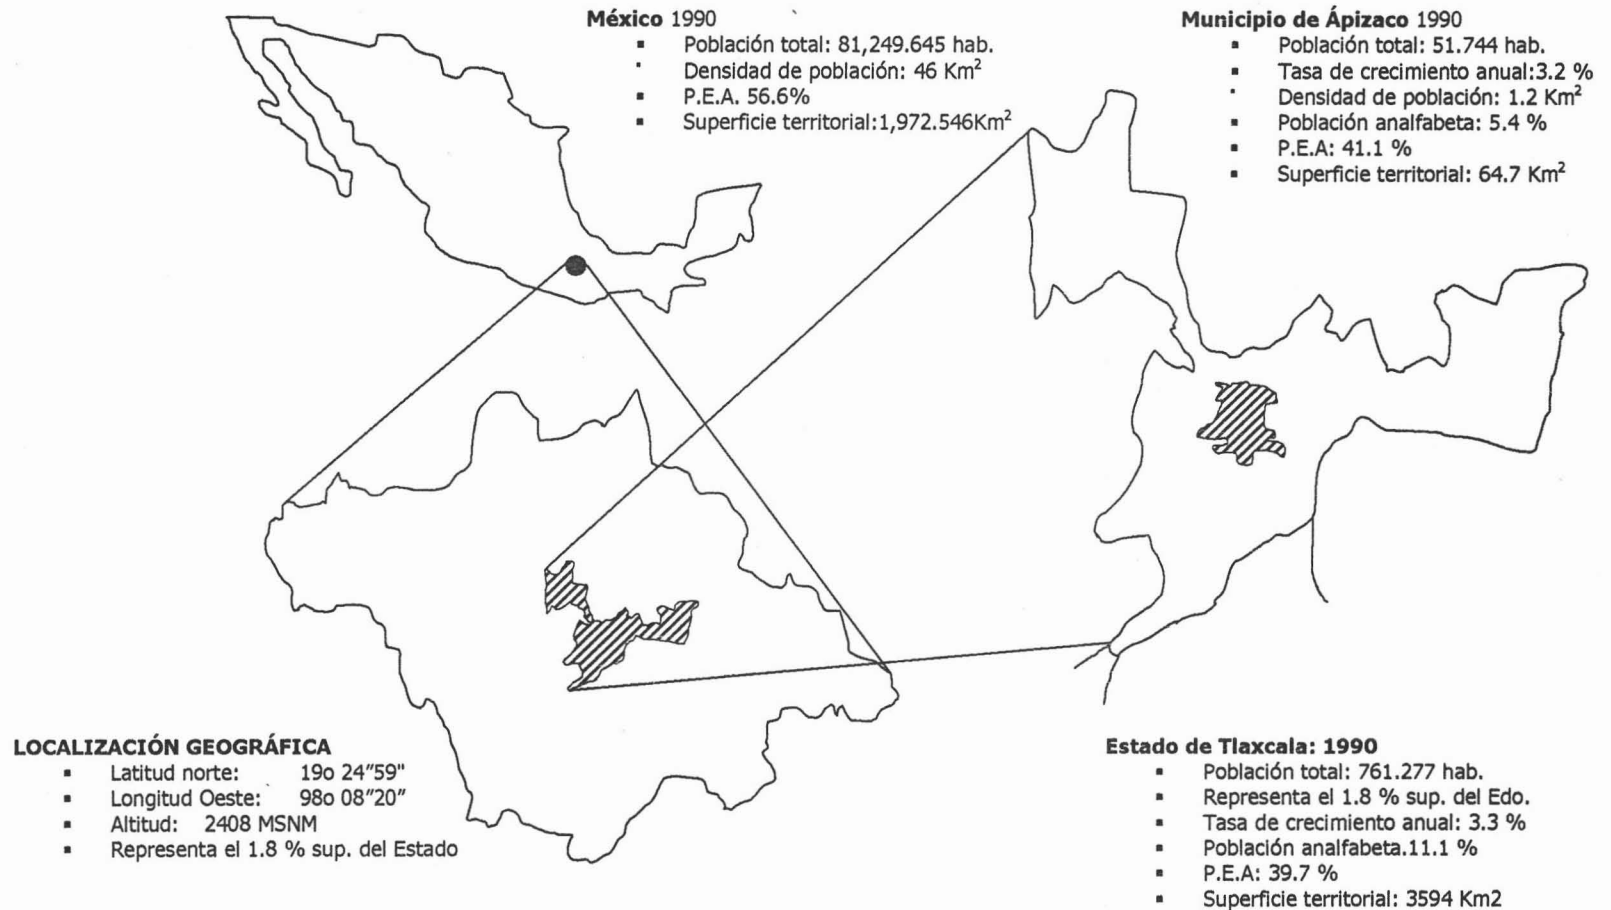 México 1990
▪ Población total: 81,249.645 hab.
▪ Densidad de población: 46 Km²
▪ P.E.A. 56.6%
▪ Superficie territorial:1,972.546Km²
Municipio de Ápizaco 1990
▪ Población total: 51.744 hab.
▪ Tasa de crecimiento anual:3.2 %
▪ Densidad de población: 1.2 Km²
▪ Población analfabeta: 5.4 %
▪ P.E.A: 41.1 %
▪ Superficie territorial: 64.7 Km²
LOCALIZACIÓN GEOGRÁFICA
▪ Latitud norte: 19o 24”59"
▪ Longitud Oeste: 98o 08”20”
▪ Altitud: 2408 MSNM
▪ Representa el 1.8 % sup. del Estado
Estado de Tlaxcala: 1990
▪ Población total: 761.277 hab.
▪ Representa el 1.8 % sup. del Edo.
▪ Tasa de crecimiento anual: 3.3 %
▪ Población analfabeta.11.1 %
▪ P.E.A: 39.7 %
▪ Superficie territorial: 3594 Km2